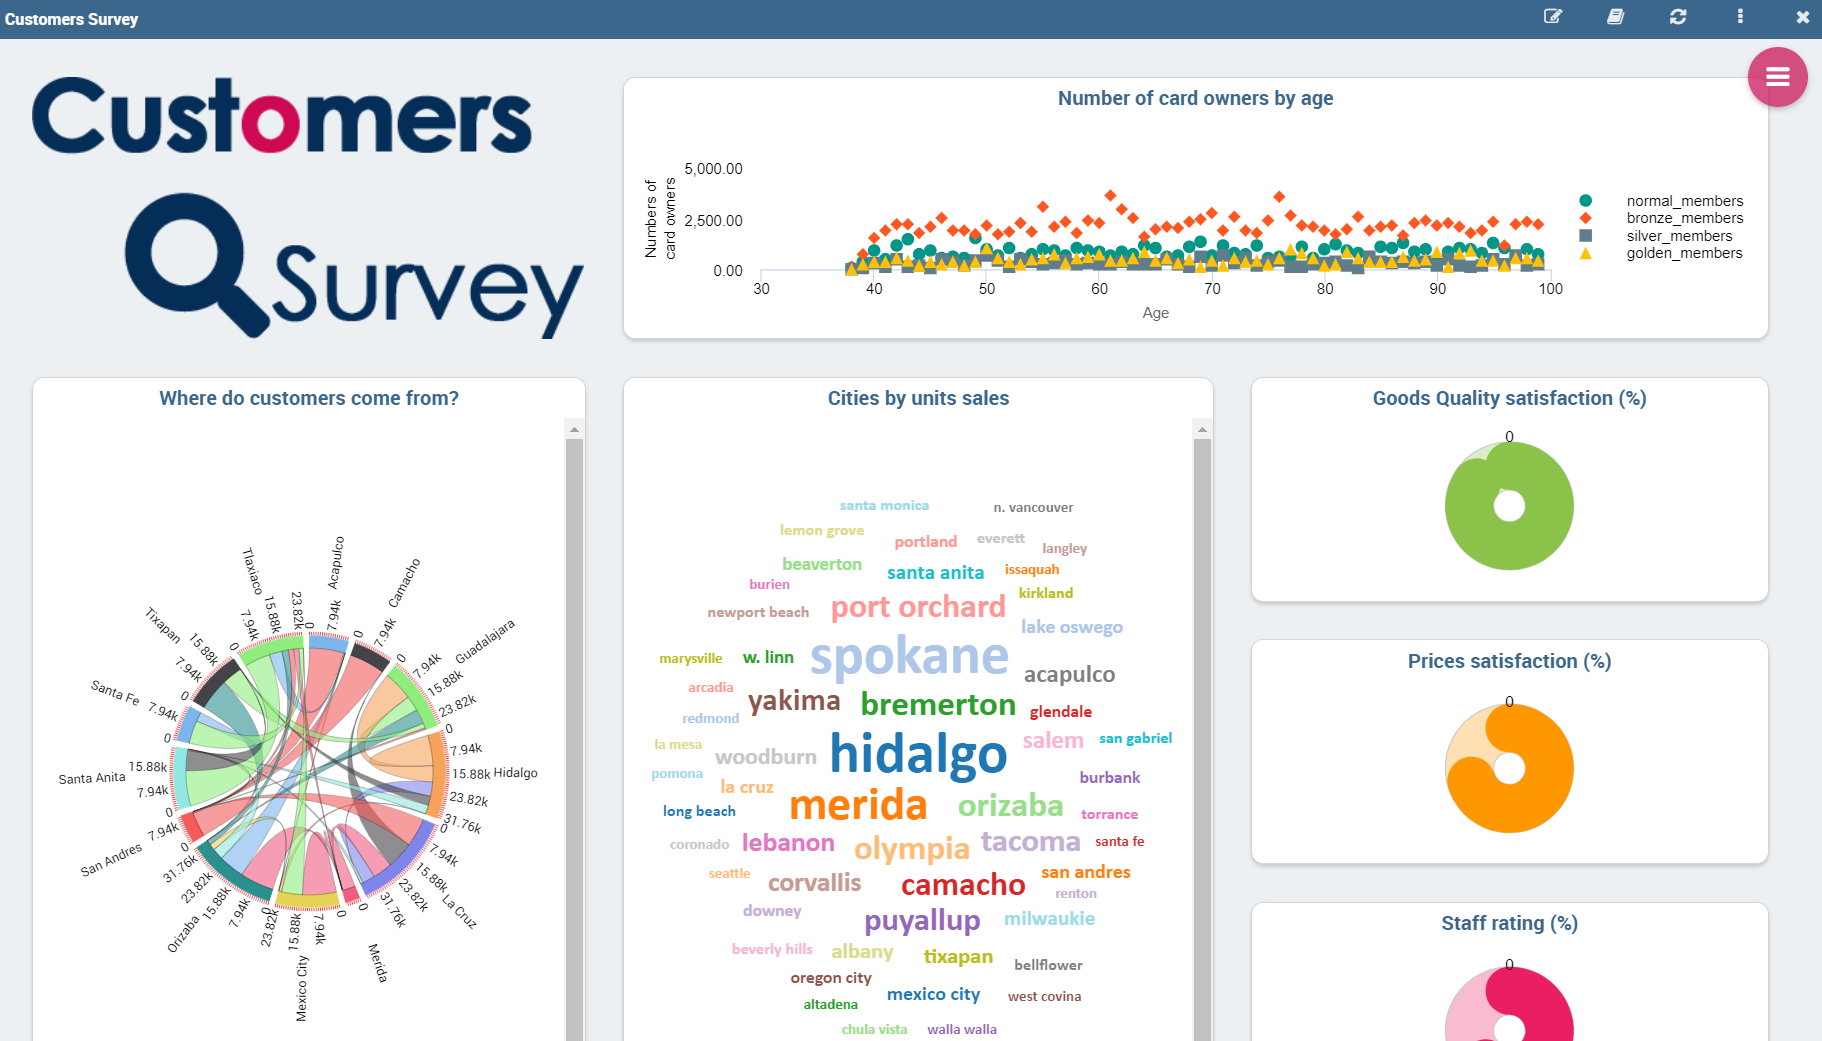 Customers Survey
Customers
Survey
Number of card owners by age
Numbers of
card owners
5,000.00
2,500.00
0.00
30 40 50 60 70 80 90 100
Age
normal_members
bronze_members
silver_members
golden_members
Where do customers come from?
Acapulco
0 7.94k
Camacho
0 7.94k
Guadalajara
0 7.94k 15.88k 23.82k
Hidalgo
0 7.94k 15.88k 23.82k 31.76k
La Cruz
0 7.94k 15.88k 23.82k 31.76k
Merida
0
Mexico City
0 7.94k 15.88k 23.82k
Orizaba
0 7.94k 15.88k 23.82k 31.76k
San Andres
0 7.94k
Santa Anita
0 7.94k 15.88k
Santa Fe
0 7.94k
Tixapan
0 7.94k 15.88k
Tlaxiaco
0 7.94k 15.88k 23.82k
Cities by units sales
santa monica
n. vancouver
lemon grove
portland
everett
langley
beaverton
santa anita
issaquah
burien
kirkland
newport beach
port orchard
lake oswego
marysville
w. linn
spokane
acapulco
arcadia
yakima
bremerton
glendale
redmond
la mesa
woodburn
hidalgo
salem
san gabriel
pomona
la cruz
burbank
long beach
merida
orizaba
torrance
coronado
lebanon
olympia
tacoma
santa fe
seattle
corvallis
camacho
san andres
renton
downey
puyallup
milwaukie
beverly hills
albany
tixapan
bellflower
oregon city
mexico city
west covina
altadena
chula vista
walla walla
Goods Quality satisfaction (%)
0
Prices satisfaction (%)
0
Staff rating (%)
0